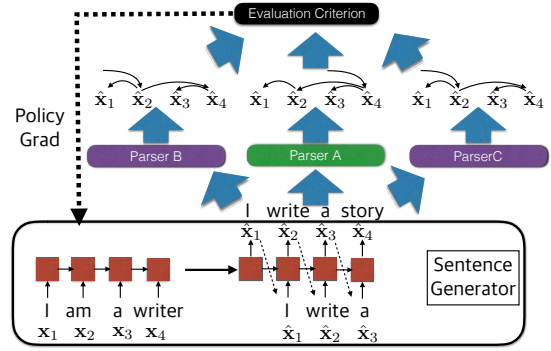 Evaluation Criterion
x̂₁ x̂₂ x̂₃ x̂₄
x̂₁ x̂₂ x̂₃ x̂₄
x̂₁ x̂₂ x̂₃ x̂₄
Policy
Grad
Parser B
Parser A
ParserC
I write a story
x̂₁ x̂₂ x̂₃ x̂₄
I am a writer
x₁ x₂ x₃ x₄
I write a
x̂₁ x̂₂ x̂₃
Sentence
Generator